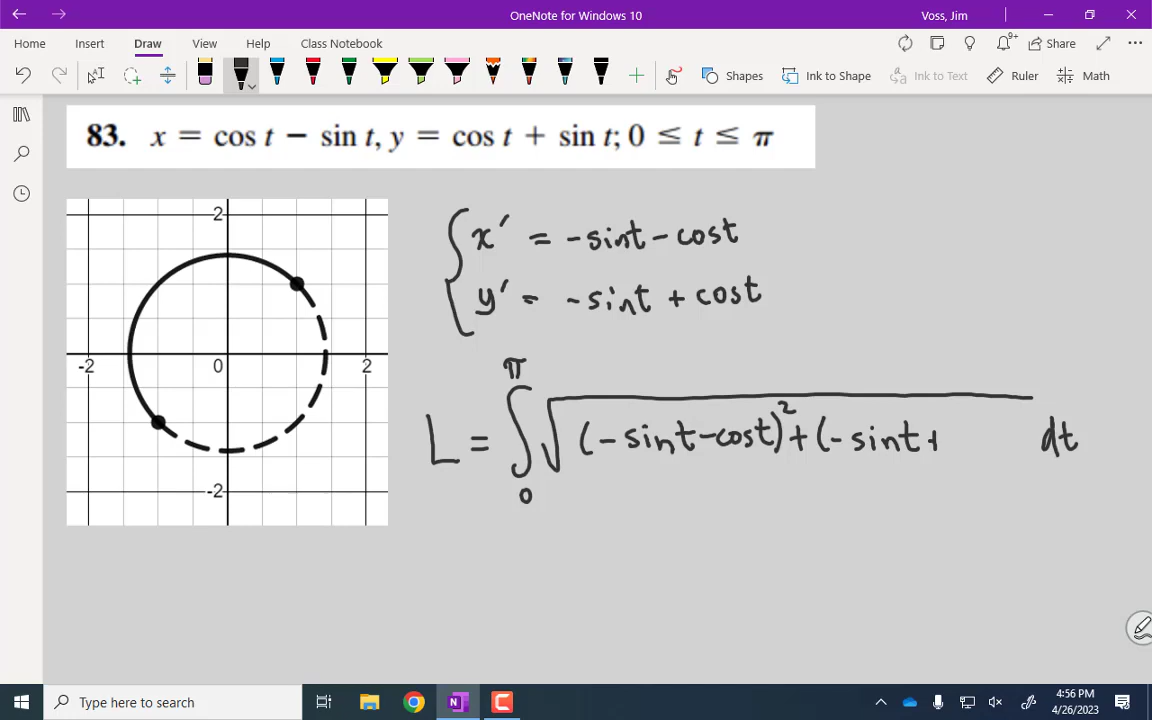 OneNote for Windows 10
Voss, Jim
Home Insert Draw View Help Class Notebook
9+ Share
Shapes Ink to Shape Ink to Text Ruler Math
83. x = cos t − sin t, y = cos t + sin t; 0 ≤ t ≤ π
2
-2 0 2
-2
x' = -sint - cost
y' = -sint + cost
L = ∫₀^π √((-sint-cost)² + (-sint + dt
Type here to search
4:56 PM
4/26/2023